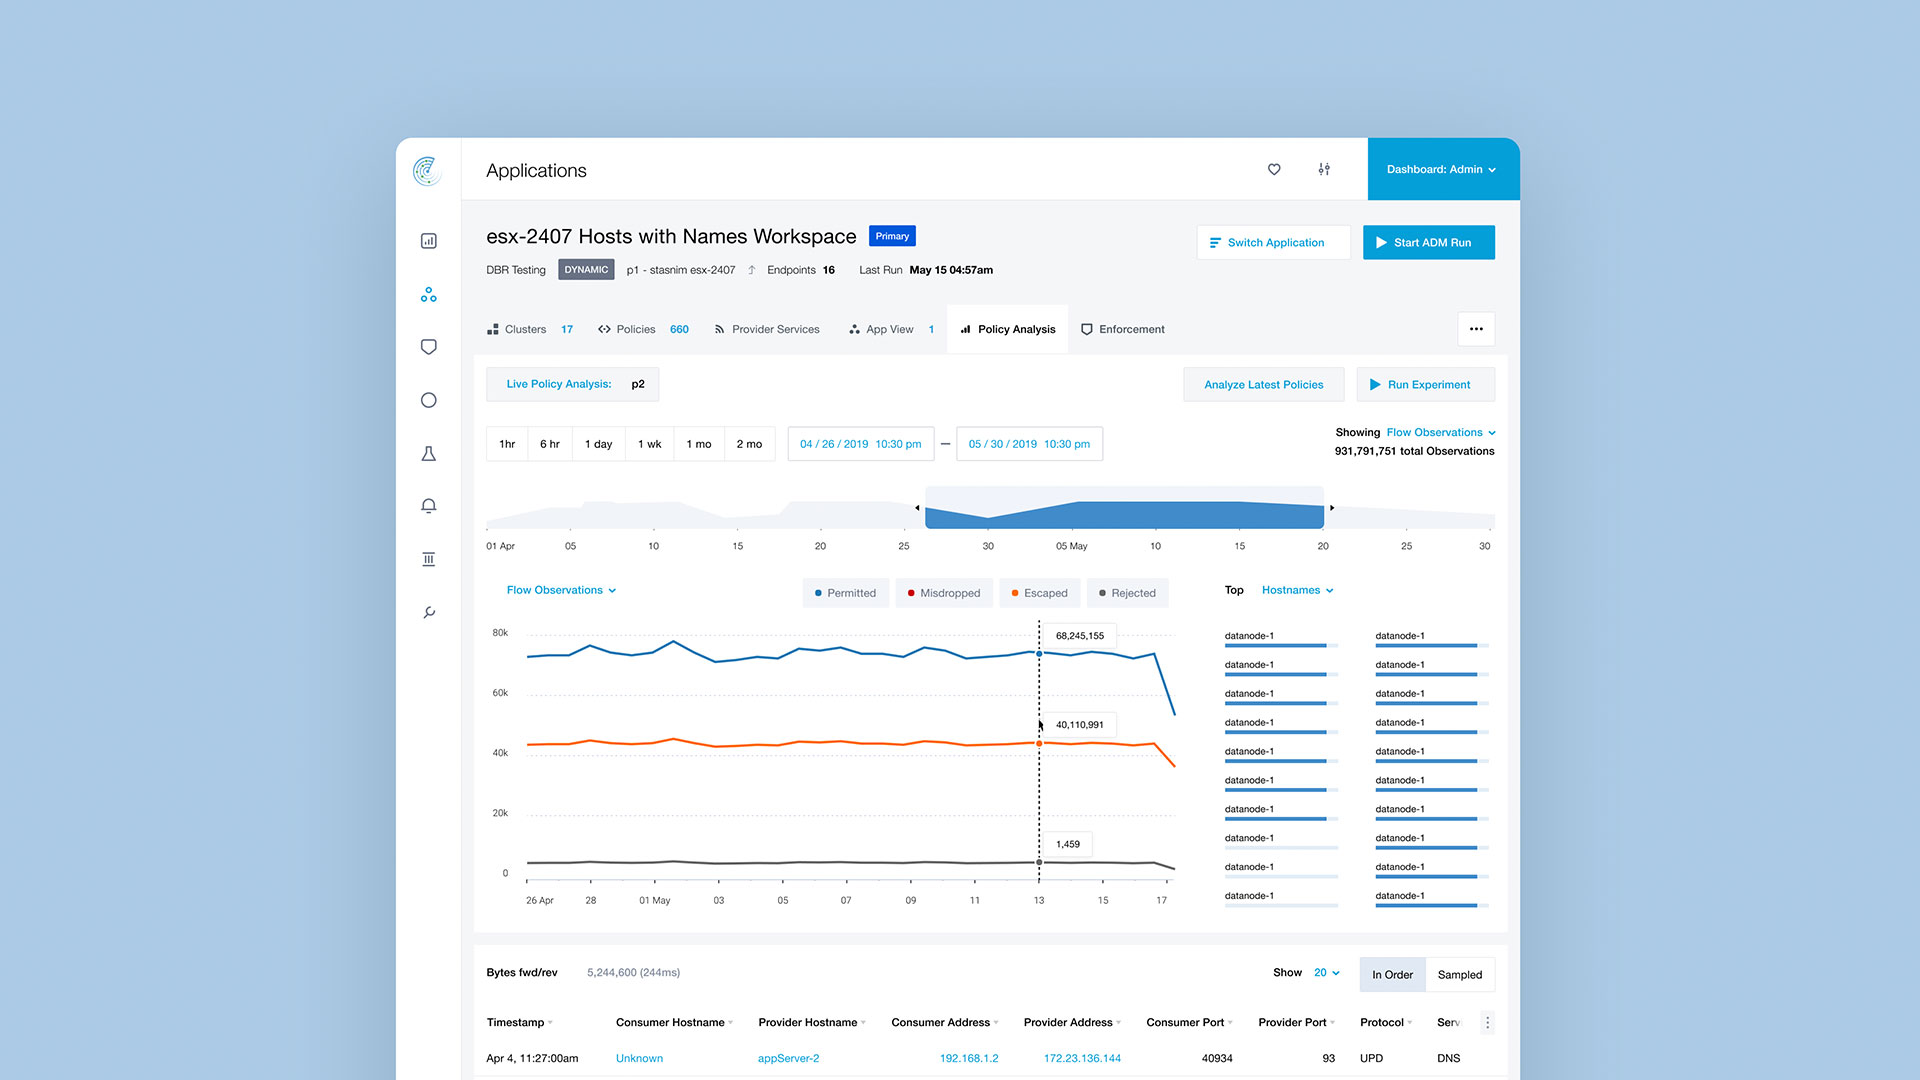 Applications
Dashboard: Admin
esx-2407 Hosts with Names Workspace Primary
Switch Application Start ADM Run
DBR Testing DYNAMIC p1 - stasnim esx-2407 Endpoints 16 Last Run May 15 04:57am
Clusters 17 Policies 660 Provider Services App View 1 Policy Analysis Enforcement
Live Policy Analysis: p2
Analyze Latest Policies Run Experiment
1hr 6 hr 1 day 1 wk 1 mo 2 mo 04 / 26 / 2019 10:30 pm — 05 / 30 / 2019 10:30 pm
Showing Flow Observations
931,791,751 total Observations
01 Apr 05 10 15 20 25 30 05 May 10 15 20 25 30
Flow Observations
Permitted Misdropped Escaped Rejected
80k
60k
40k
20k
0
68,245,155
40,110,991
1,459
26 Apr 28 01 May 03 05 07 09 11 13 15 17
Top Hostnames
datanode-1 datanode-1
datanode-1 datanode-1
datanode-1 datanode-1
datanode-1 datanode-1
datanode-1 datanode-1
datanode-1 datanode-1
datanode-1 datanode-1
datanode-1 datanode-1
datanode-1 datanode-1
datanode-1 datanode-1
Bytes fwd/rev 5,244,600 (244ms)
Show 20 In Order Sampled
Timestamp Consumer Hostname Provider Hostname Consumer Address Provider Address Consumer Port Provider Port Protocol Serv
Apr 4, 11:27:00am Unknown appServer-2 192.168.1.2 172.23.136.144 40934 93 UPD DNS